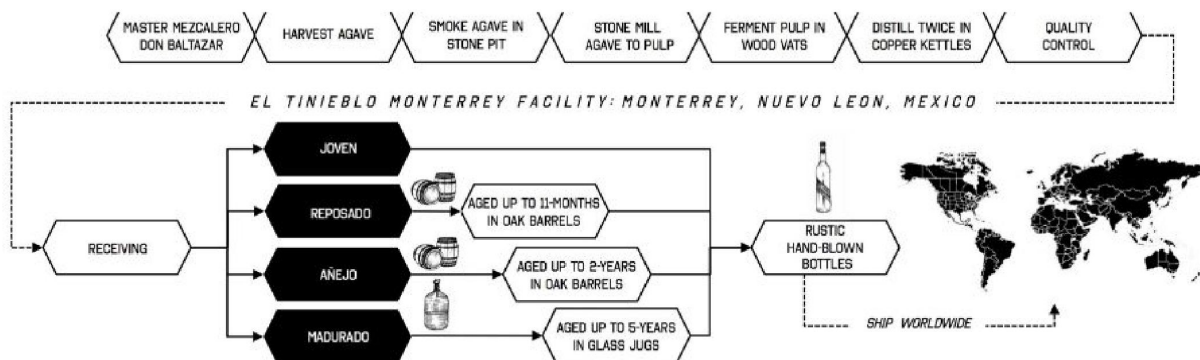 MASTER MEZCALERO
DON BALTAZAR
HARVEST AGAVE
SMOKE AGAVE IN
STONE PIT
STONE MILL
AGAVE TO PULP
FERMENT PULP IN
WOOD VATS
DISTILL TWICE IN
COPPER KETTLES
QUALITY
CONTROL
EL TINIEBLO MONTERREY FACILITY: MONTERREY, NUEVO LEON, MEXICO
RECEIVING
JOVEN
REPOSADO
AGED UP TO 11-MONTHS
IN OAK BARRELS
AÑEJO
AGED UP TO 2-YEARS
IN OAK BARRELS
MADURADO
AGED UP TO 5-YEARS
IN GLASS JUGS
RUSTIC
HAND-BLOWN
BOTTLES
SHIP WORLDWIDE